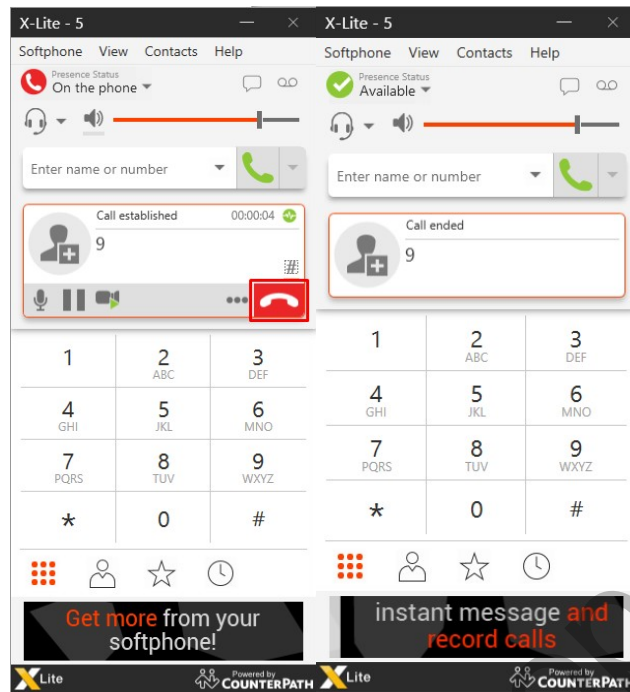 X-Lite - 5
Softphone View Contacts Help
Presence Status
On the phone
Enter name or number
Call established 00:00:04
9
#
1 2 3
ABC DEF
4 5 6
GHI JKL MNO
7 8 9
PQRS TUV WXYZ
* 0 #
Get more from your
softphone!
X Lite Powered by
COUNTERPATH
X-Lite - 5
Softphone View Contacts Help
Presence Status
Available
Enter name or number
Call ended
9
1 2 3
ABC DEF
4 5 6
GHI JKL MNO
7 8 9
PQRS TUV WXYZ
* 0 #
instant message and
record calls
X Lite Powered by
COUNTERPATH